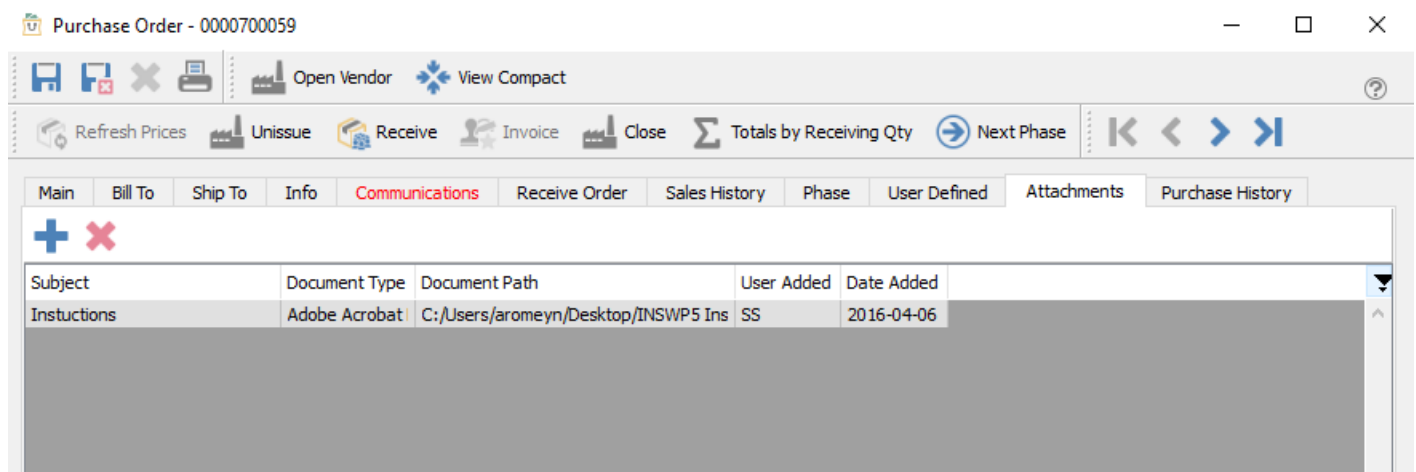 Purchase Order - 0000700059
Open Vendor View Compact
Refresh Prices Unissue Receive Invoice Close Totals by Receiving Qty Next Phase
Main Bill To Ship To Info Communications Receive Order Sales History Phase User Defined Attachments Purchase History
Subject Document Type Document Path User Added Date Added
Instuctions Adobe Acrobat C:/Users/aromeyn/Desktop/INSWP5 Ins SS 2016-04-06